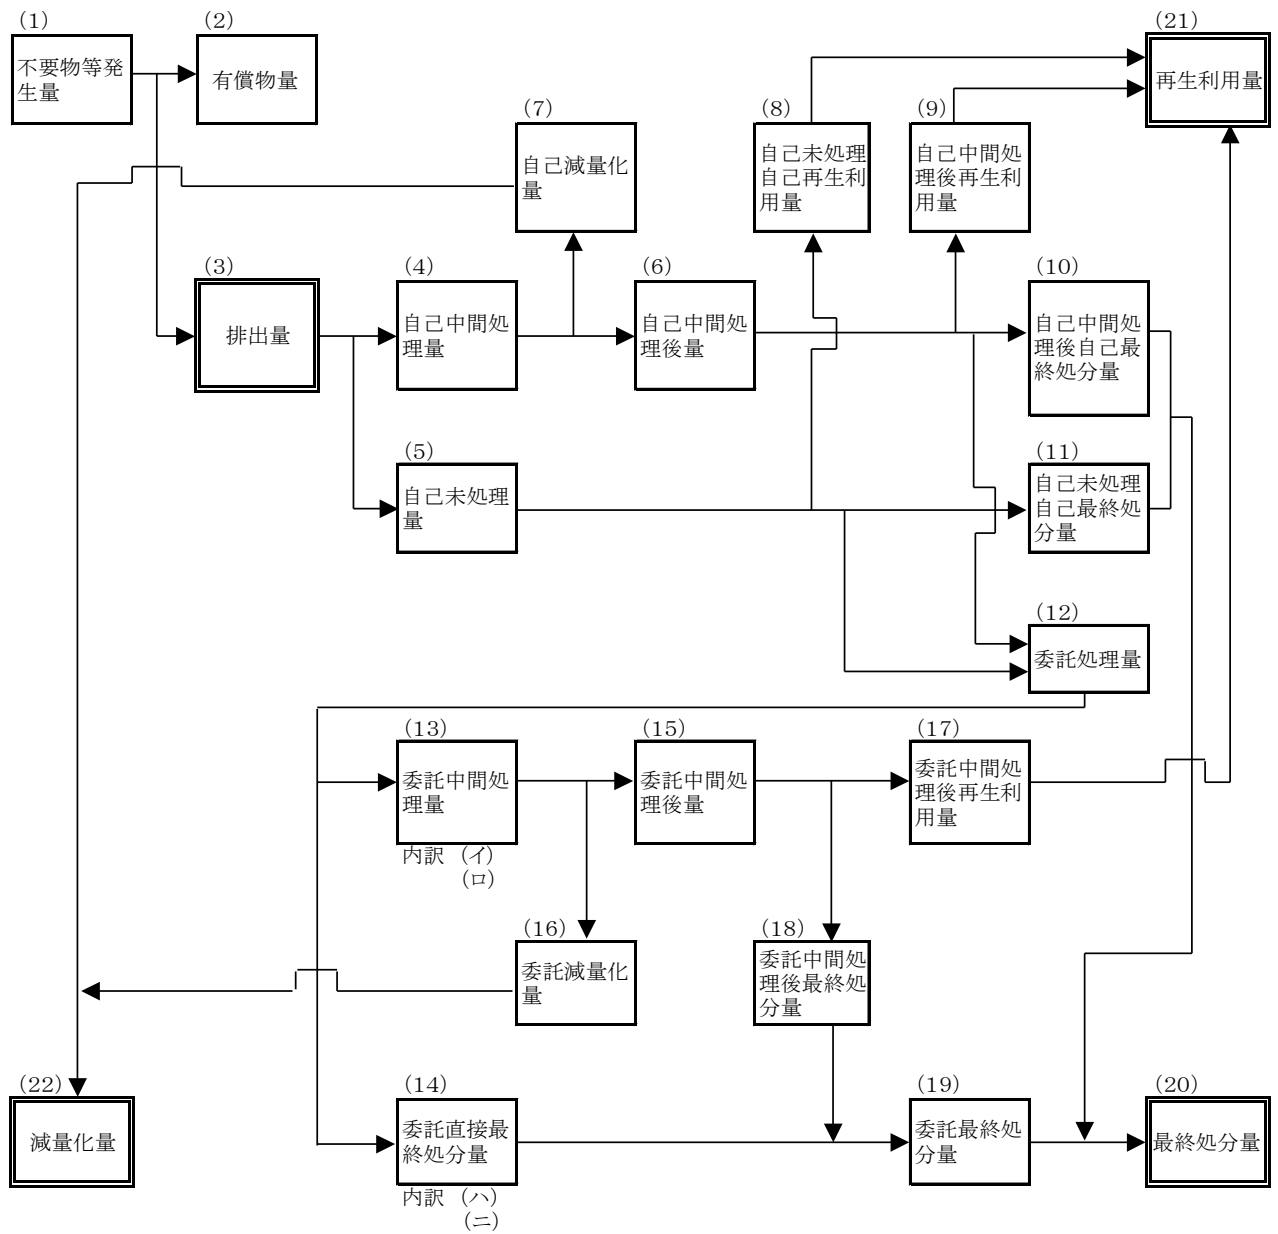 (1)
不要物等発
生量
(2)
有償物量
(21)
再生利用量
(7)
自己減量化
量
(8)
自己未処理
自己再生利
用量
(9)
自己中間処
理後再生利
用量
(3)
排出量
(4)
自己中間処
理量
(6)
自己中間処
理後量
(10)
自己中間処
理後自己最
終処分量
(5)
自己未処理
量
(11)
自己未処理
自己最終処
分量
(12)
委託処理量
(13)
委託中間処
理量
内訳 (イ)
(ロ)
(15)
委託中間処
理後量
(17)
委託中間処
理後再生利
用量
(16)
委託減量化
量
(18)
委託中間処
理後最終処
分量
(22)
減量化量
(14)
委託直接最
終処分量
内訳 (ハ)
(ニ)
(19)
委託最終処
分量
(20)
最終処分量